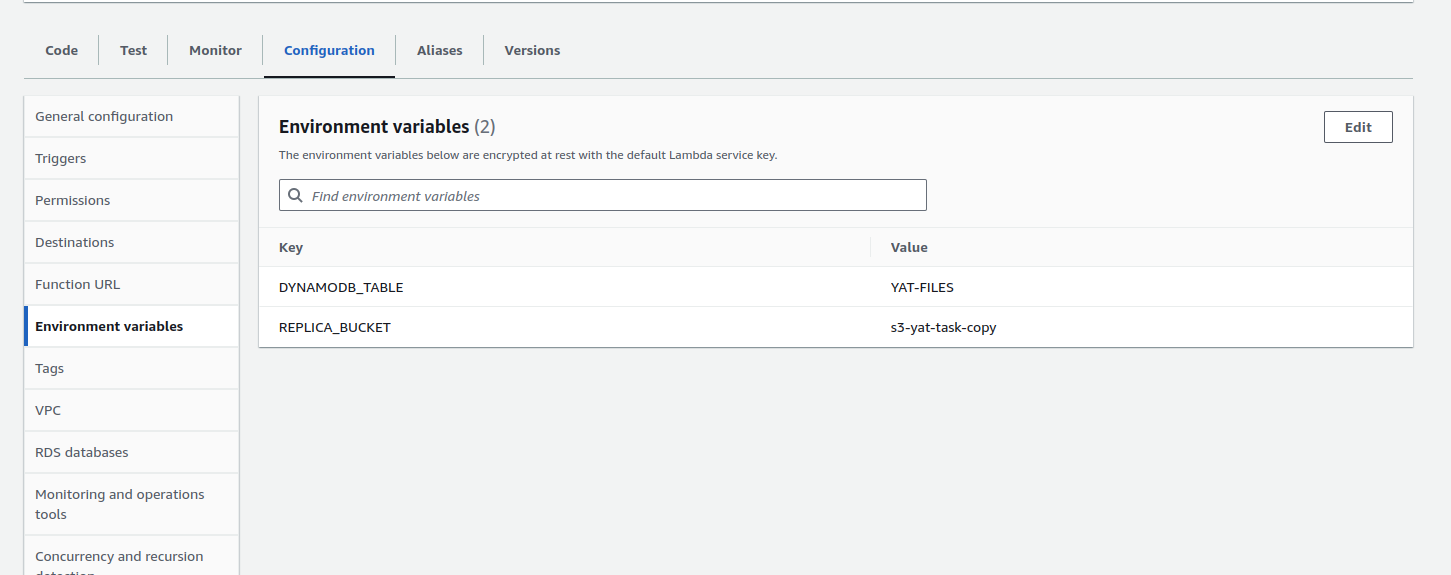 Code Test Monitor Configuration Aliases Versions
General configuration
Triggers
Permissions
Destinations
Function URL
Environment variables
Tags
VPC
RDS databases
Monitoring and operations
tools
Concurrency and recursion
detection
Environment variables (2)
Edit
The environment variables below are encrypted at rest with the default Lambda service key.
Find environment variables
Key Value
DYNAMODB_TABLE YAT-FILES
REPLICA_BUCKET s3-yat-task-copy